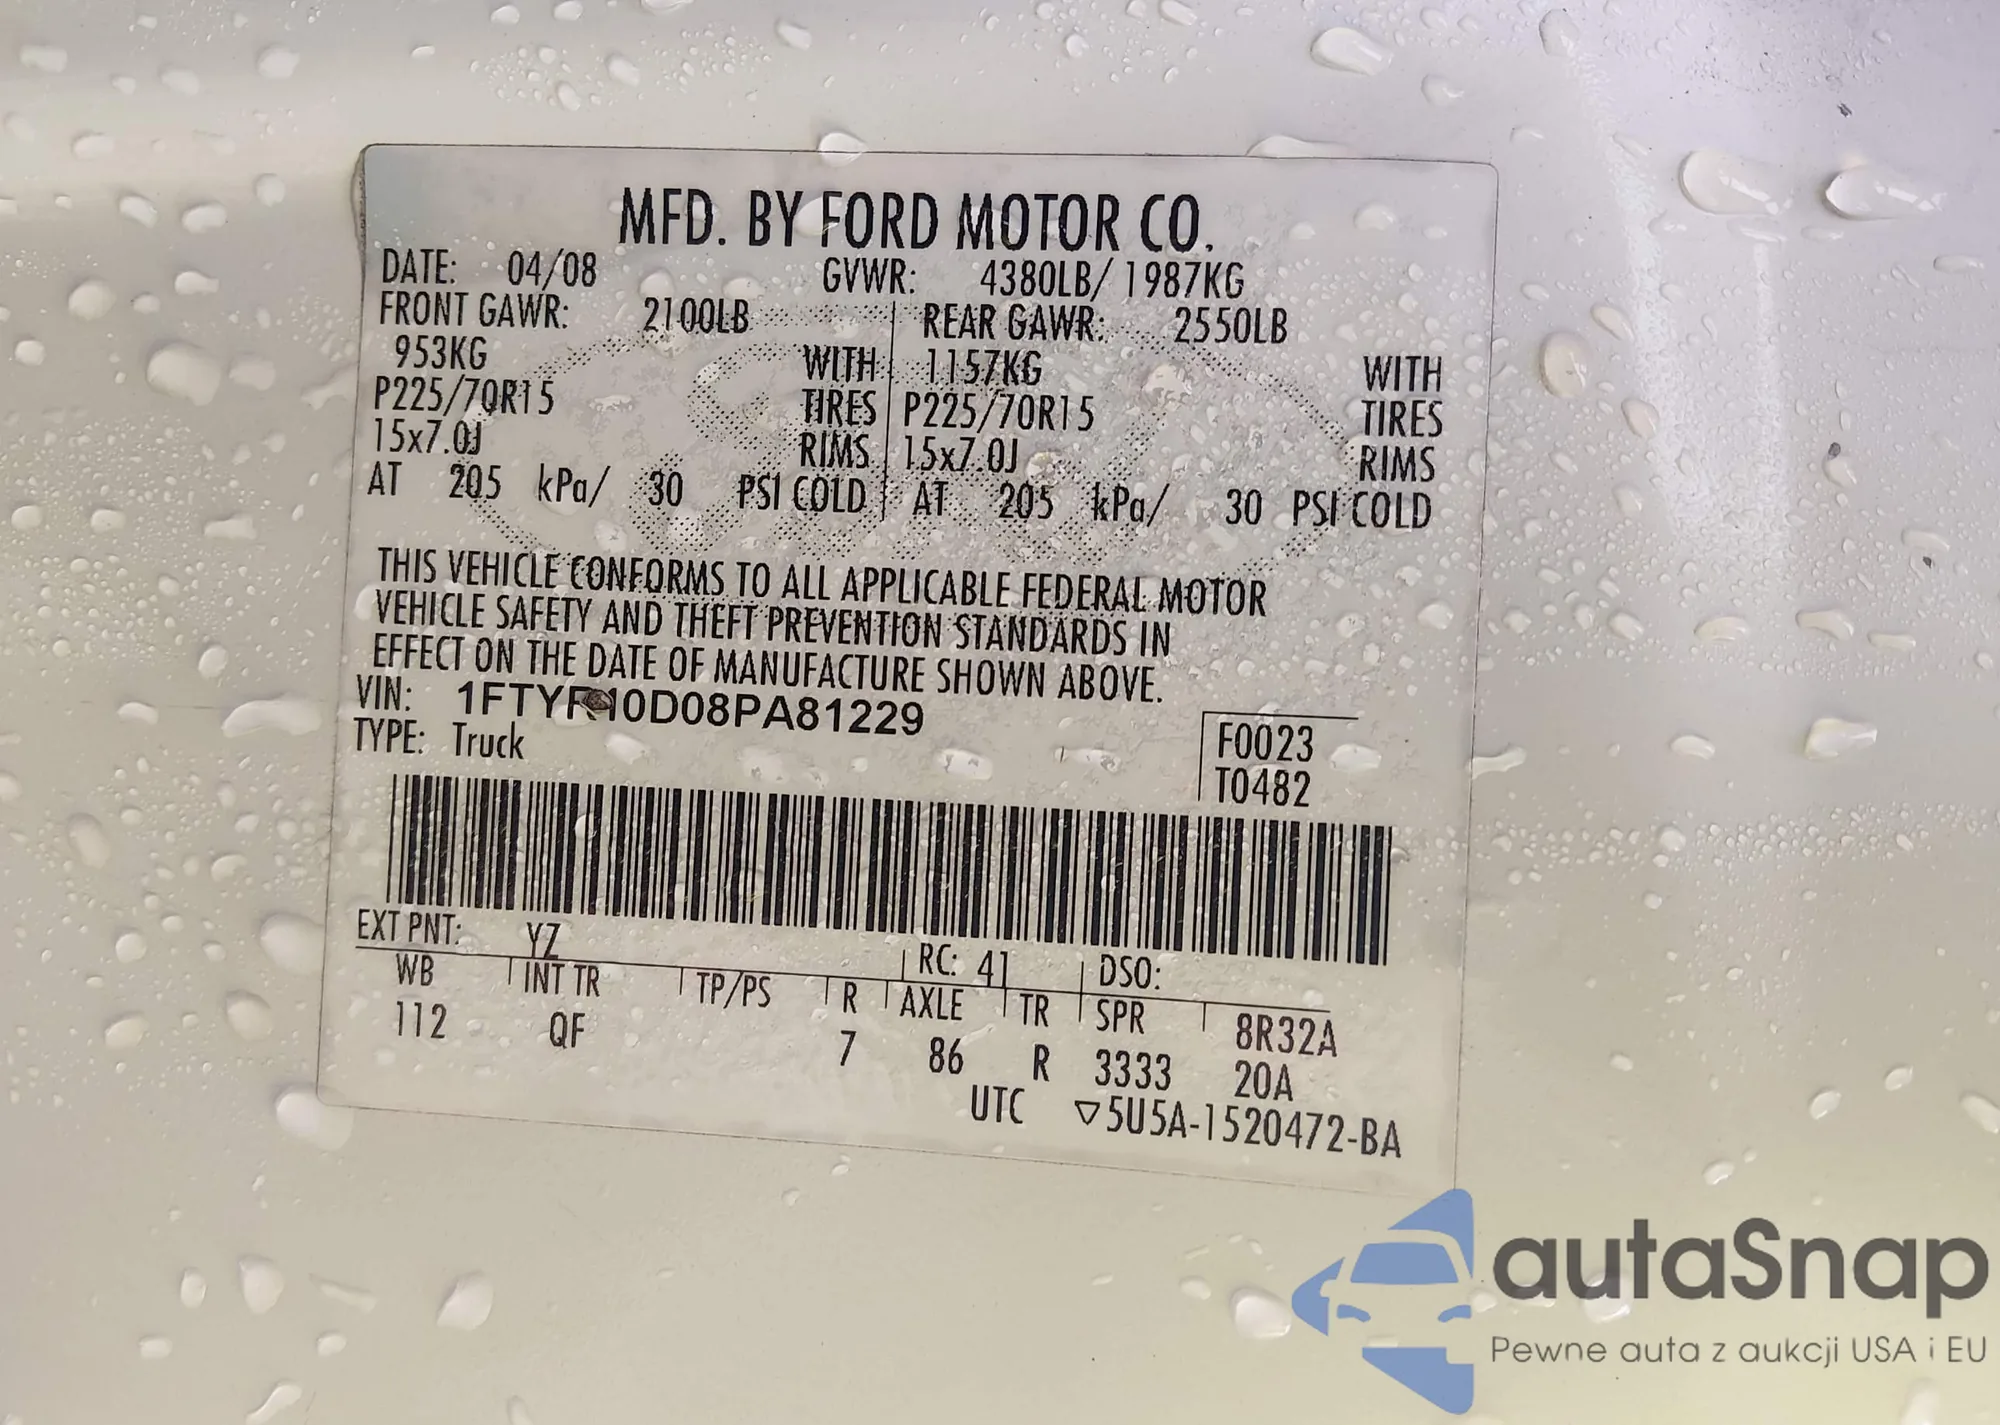 MFD. BY FORD MOTOR CO.
DATE: 04/08 GVWR: 4380LB/ 1987KG
FRONT GAWR: 2100LB REAR GAWR: 2550LB
953KG WITH 1157KG WITH
P225/70R15 TIRES P225/70R15 TIRES
15x7.0J RIMS 15x7.0J RIMS
AT 205 kPa/ 30 PSI COLD AT 205 kPa/ 30 PSI COLD
THIS VEHICLE CONFORMS TO ALL APPLICABLE FEDERAL MOTOR
VEHICLE SAFETY AND THEFT PREVENTION STANDARDS IN
EFFECT ON THE DATE OF MANUFACTURE SHOWN ABOVE.
VIN: 1FTYR10D08PA81229
TYPE: Truck
F0023
T0482
EXT PNT: YZ RC: 41 DSO:
WB INT TR TP/PS R AXLE TR SPR 8R32A
112 QF 7 86 R 3333 20A
UTC ▽5U5A-1520472-BA
autaSnap
Pewne auta z aukcji USA i EU